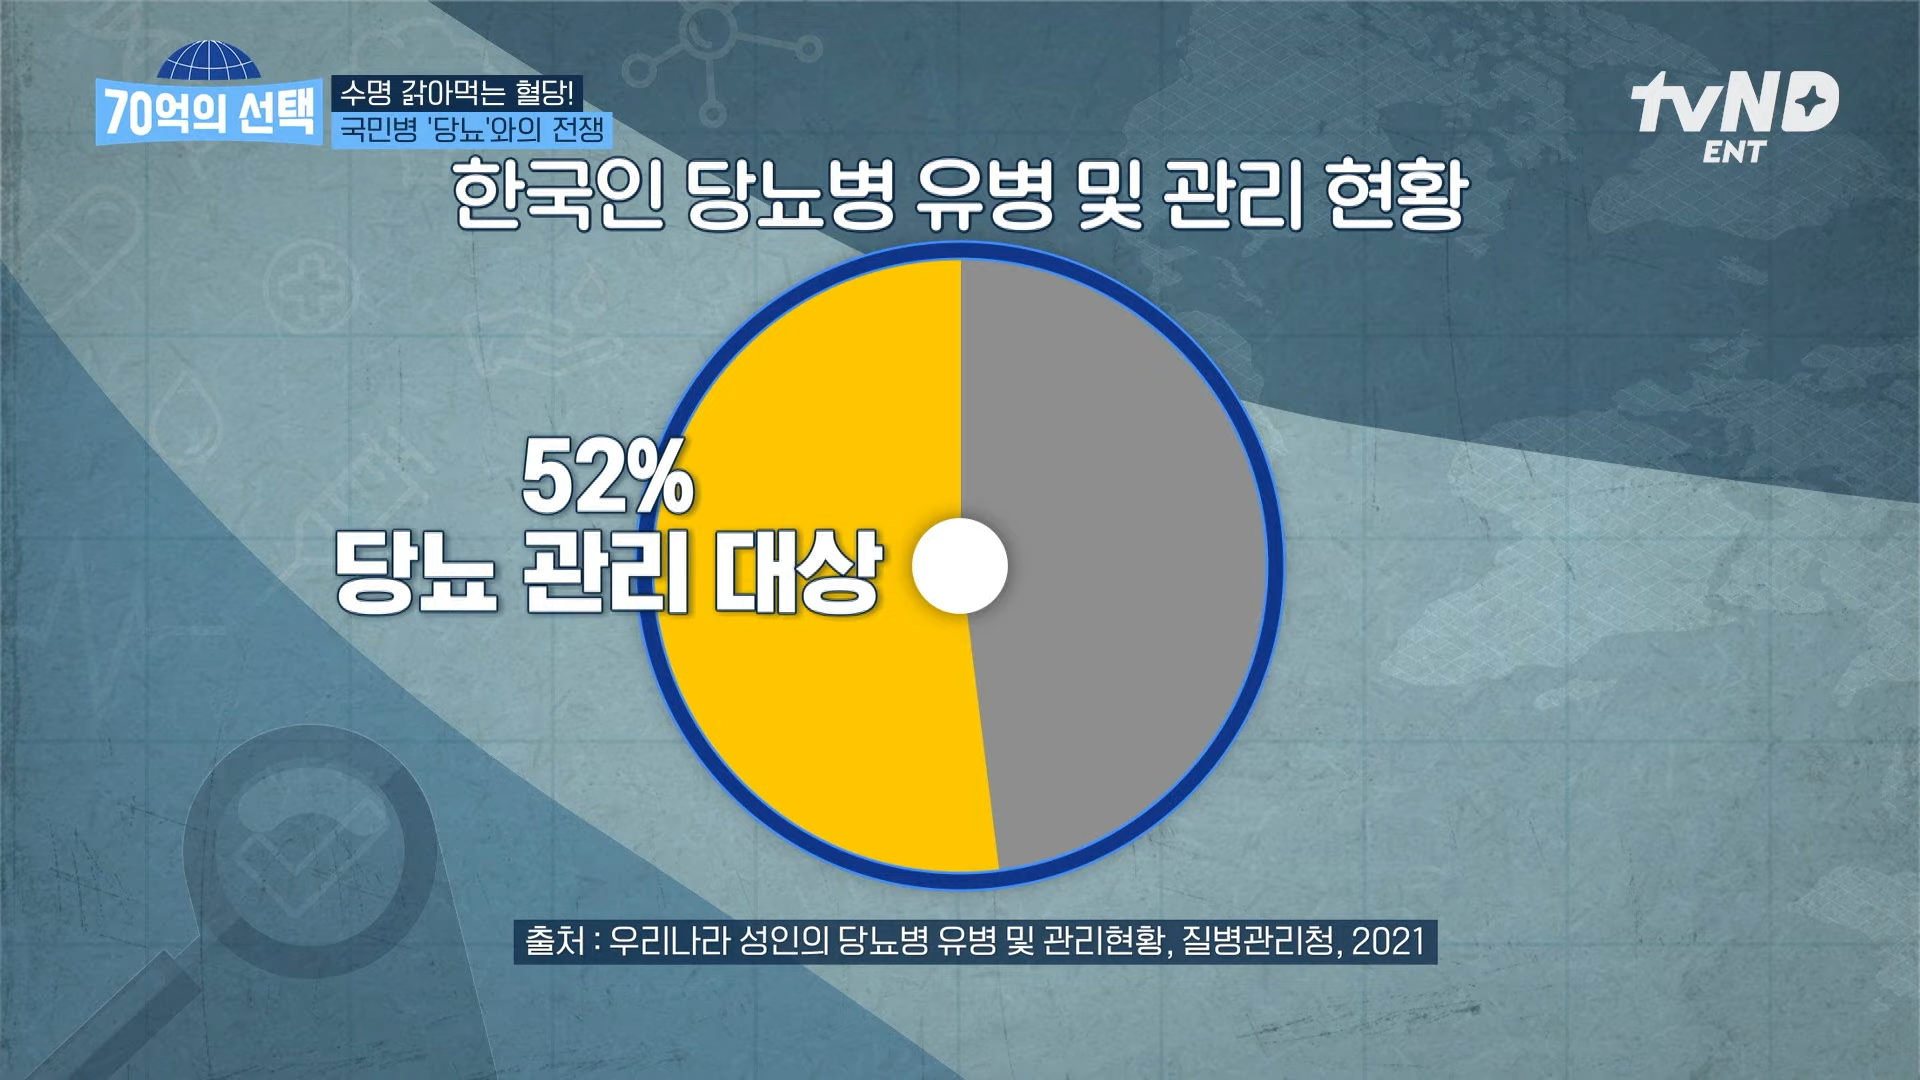 70억의 선택
수명 갉아먹는 혈당!
국민병 '당뇨'와의 전쟁
tvND
ENT
한국인 당뇨병 유병 및 관리 현황
52%
당뇨 관리 대상
출처 : 우리나라 성인의 당뇨병 유병 및 관리현황, 질병관리청, 2021